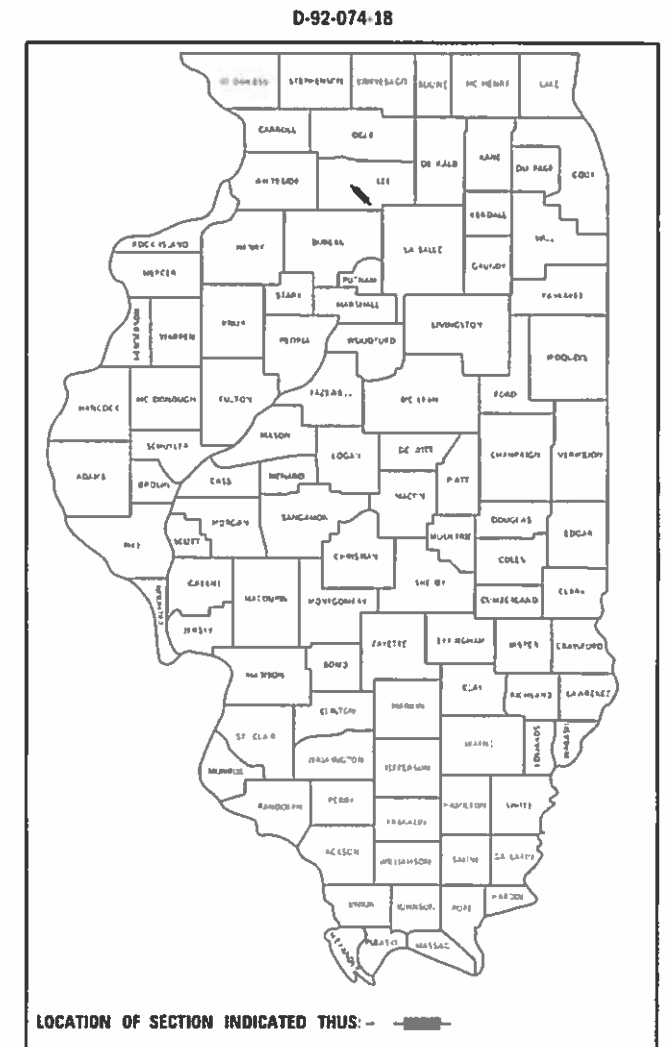 D-92-074-18
STEPHENSON
WINNEBAGO
BOONE
MC HENRY
LAKE
CARROLL
OGLE
DE KALB
KANE
DU PAGE
COOK
WHITESIDE
LEE
KENDALL
WILL
ROCK ISLAND
HENRY
BUREAU
LA SALLE
GRUNDY
MERCER
PUTNAM
KANKAKEE
STARK
MARSHALL
LIVINGSTON
HENDERSON
WARREN
KNOX
PEORIA
WOODFORD
IROQUOIS
HANCOCK
MC DONOUGH
FULTON
TAZEWELL
MC LEAN
FORD
SCHUYLER
MASON
LOGAN
DE WITT
CHAMPAIGN
VERMILION
ADAMS
BROWN
CASS
MENARD
MACON
PIATT
PIKE
SCOTT
MORGAN
SANGAMON
CHRISTIAN
MOULTRIE
DOUGLAS
EDGAR
COLES
GREENE
MACOUPIN
MONTGOMERY
SHELBY
CUMBERLAND
CLARK
CALHOUN
JERSEY
FAYETTE
EFFINGHAM
JASPER
CRAWFORD
MADISON
BOND
CLAY
RICHLAND
LAWRENCE
CLINTON
MARION
ST. CLAIR
WAYNE
EDWARDS
WABASH
MONROE
WASHINGTON
JEFFERSON
RANDOLPH
PERRY
HAMILTON
WHITE
FRANKLIN
JACKSON
WILLIAMSON
SALINE
GALLATIN
UNION
JOHNSON
POPE
HARDIN
PULASKI
MASSAC
LOCATION OF SECTION INDICATED THUS:-